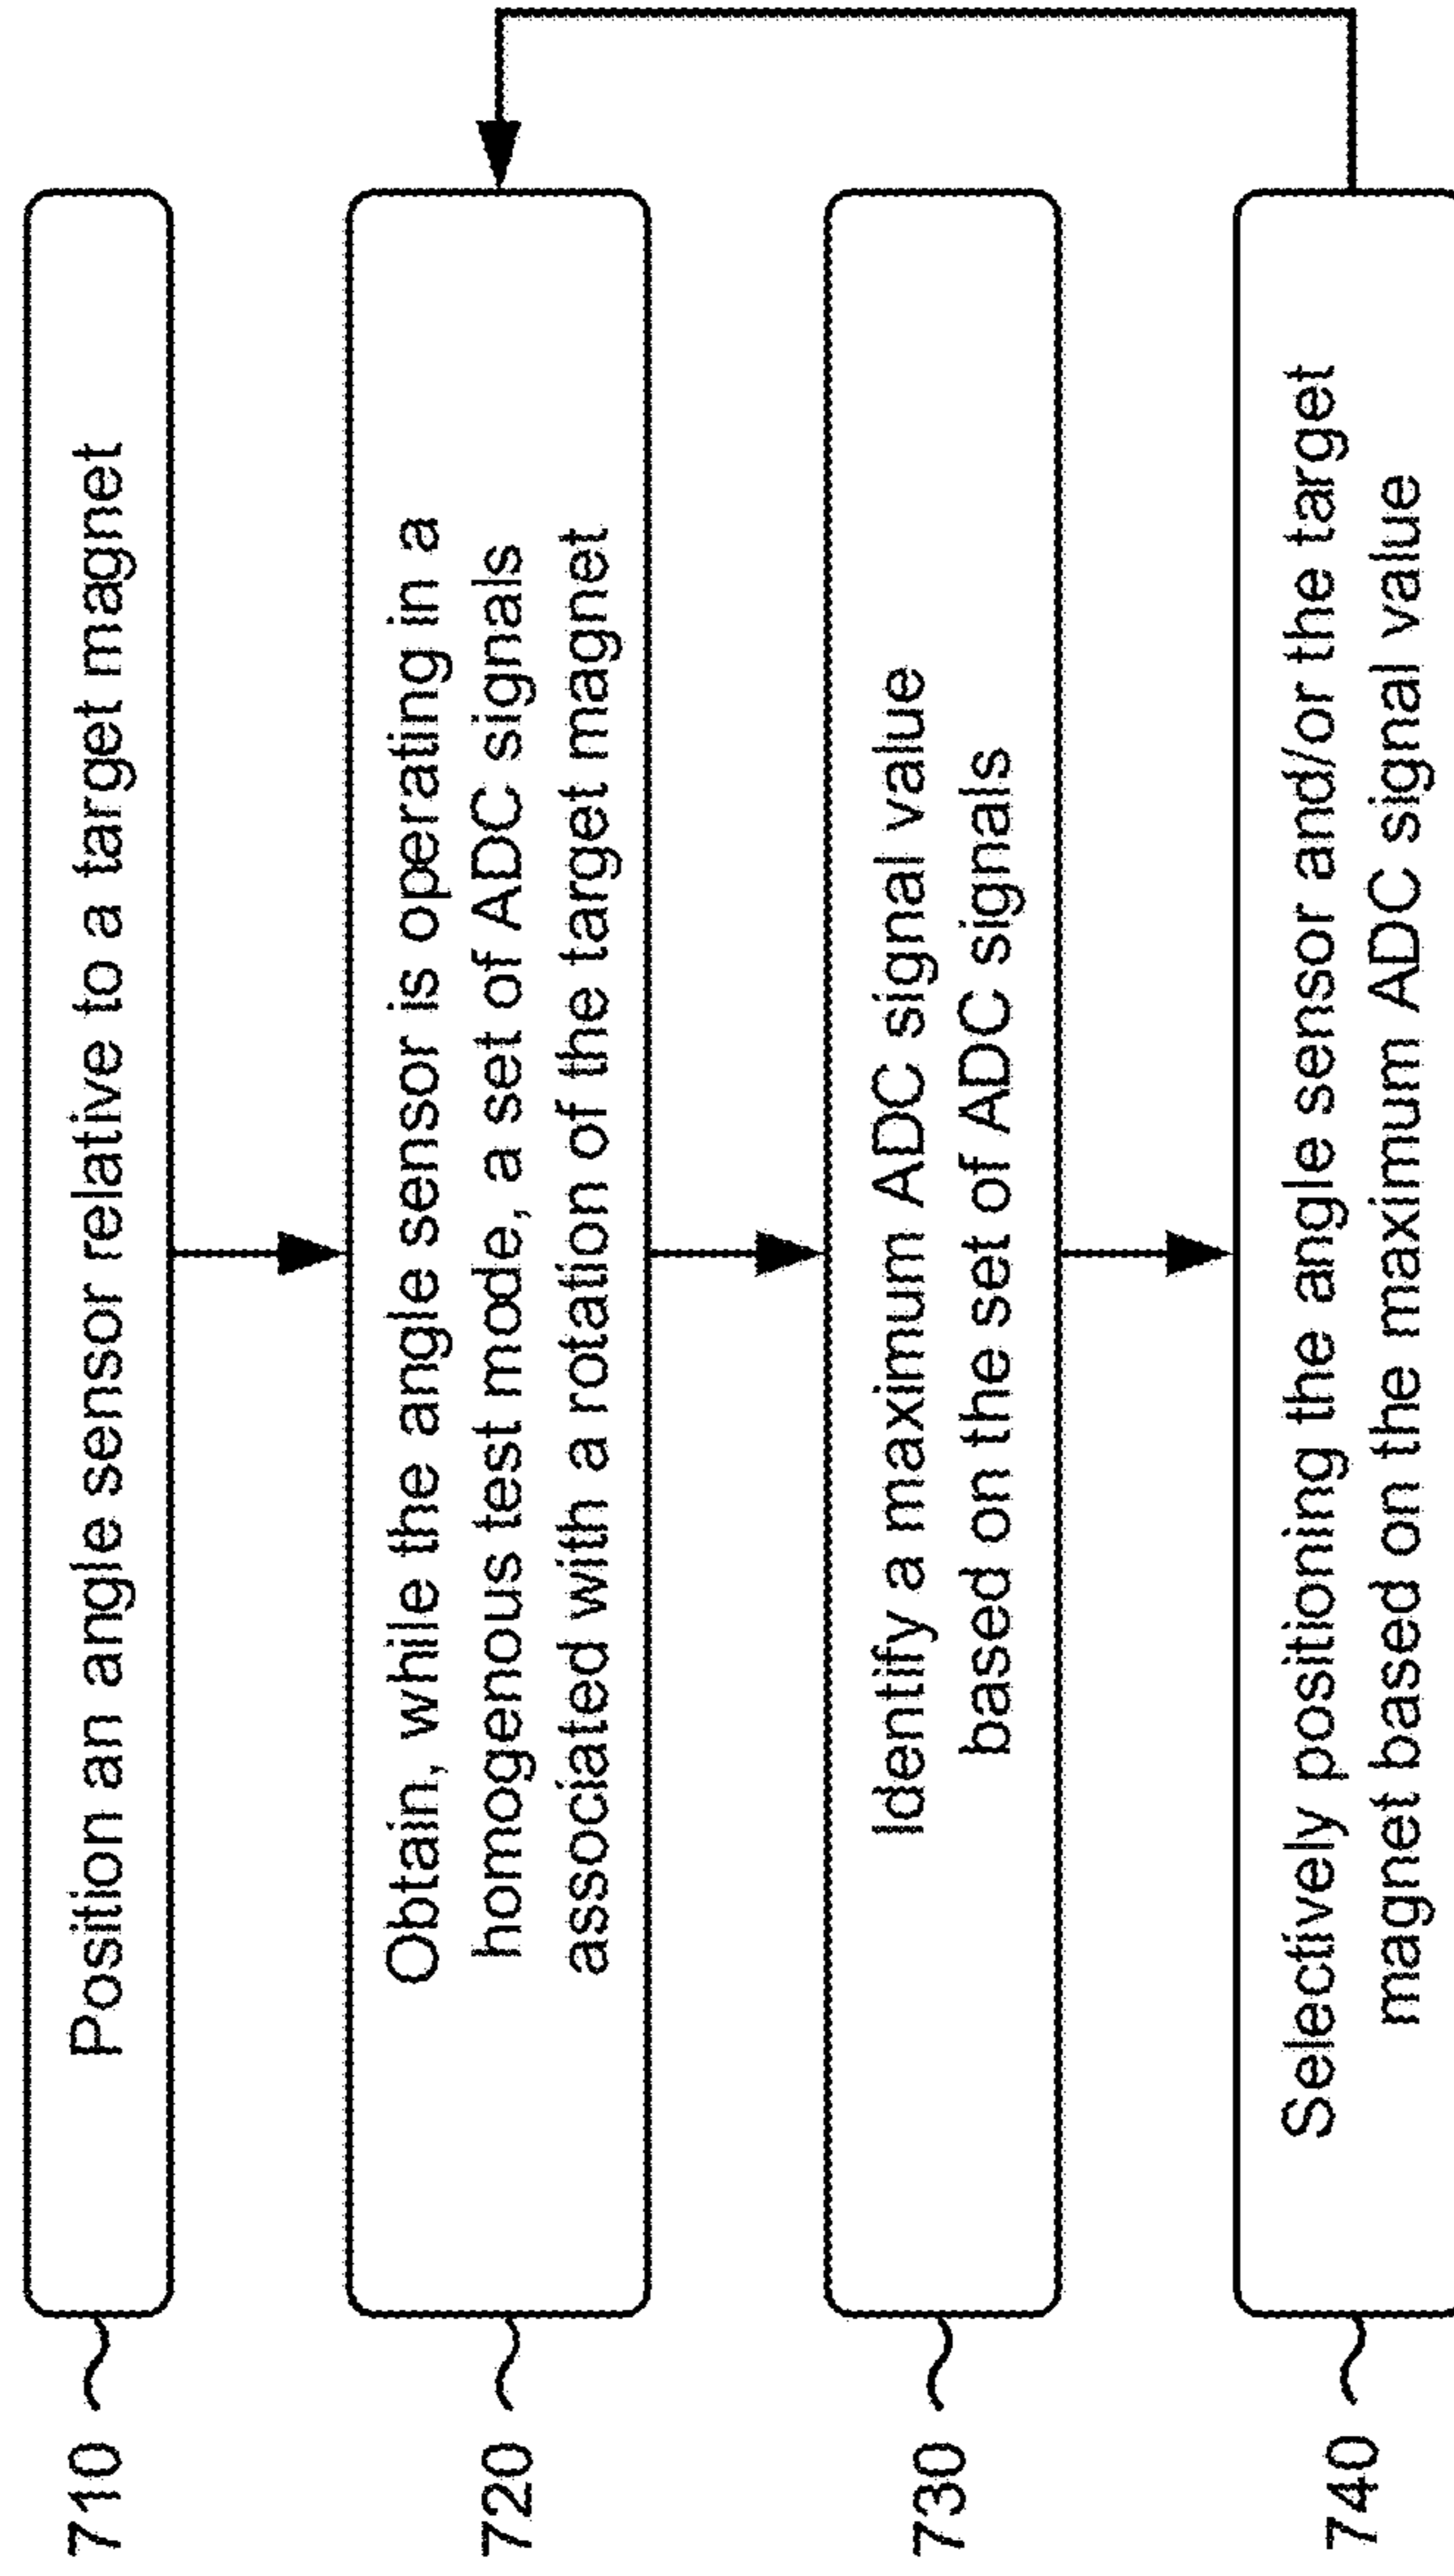 710
Position an angle sensor relative to a target magnet
720
Obtain, while the angle sensor is operating in a
homogenous test mode, a set of ADC signals
associated with a rotation of the target magnet
730
Identify a maximum ADC signal value
based on the set of ADC signals
740
Selectively positioning the angle sensor and/or the target
magnet based on the maximum ADC signal value